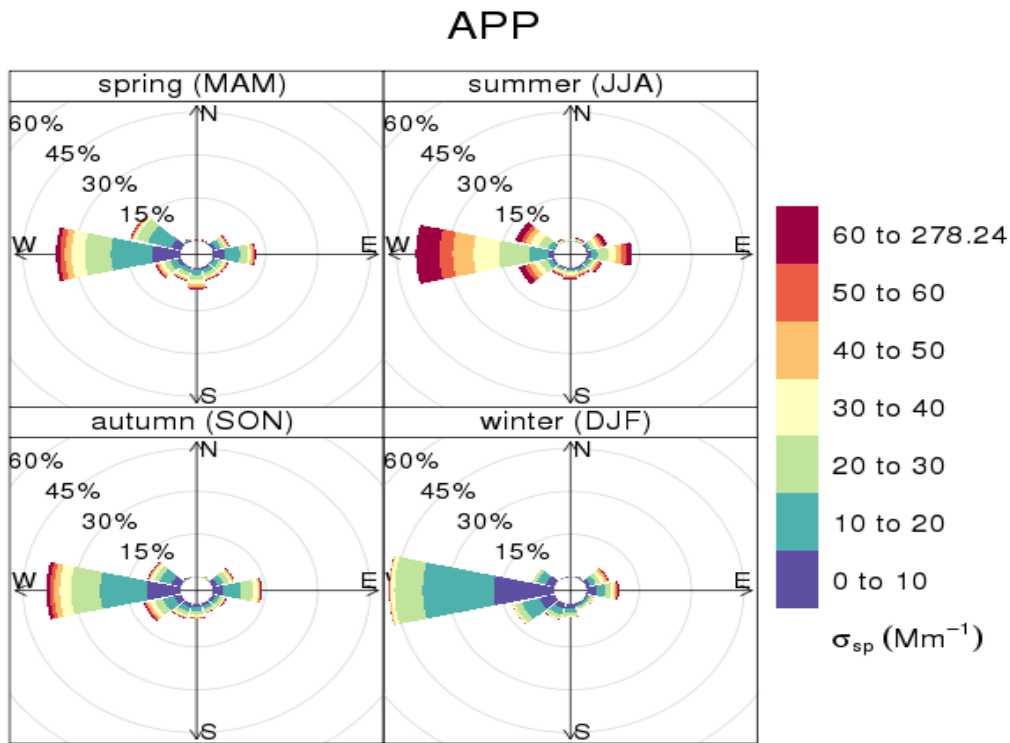 APP
spring (MAM)
summer (JJA)
N
60%
45%
30%
15%
W
E
S
N
60%
45%
30%
15%
W
E
S
autumn (SON)
winter (DJF)
N
60%
45%
30%
15%
W
E
S
N
60%
45%
30%
15%
E
S
60 to 278.24
50 to 60
40 to 50
30 to 40
20 to 30
10 to 20
0 to 10
σsp (Mm⁻¹)